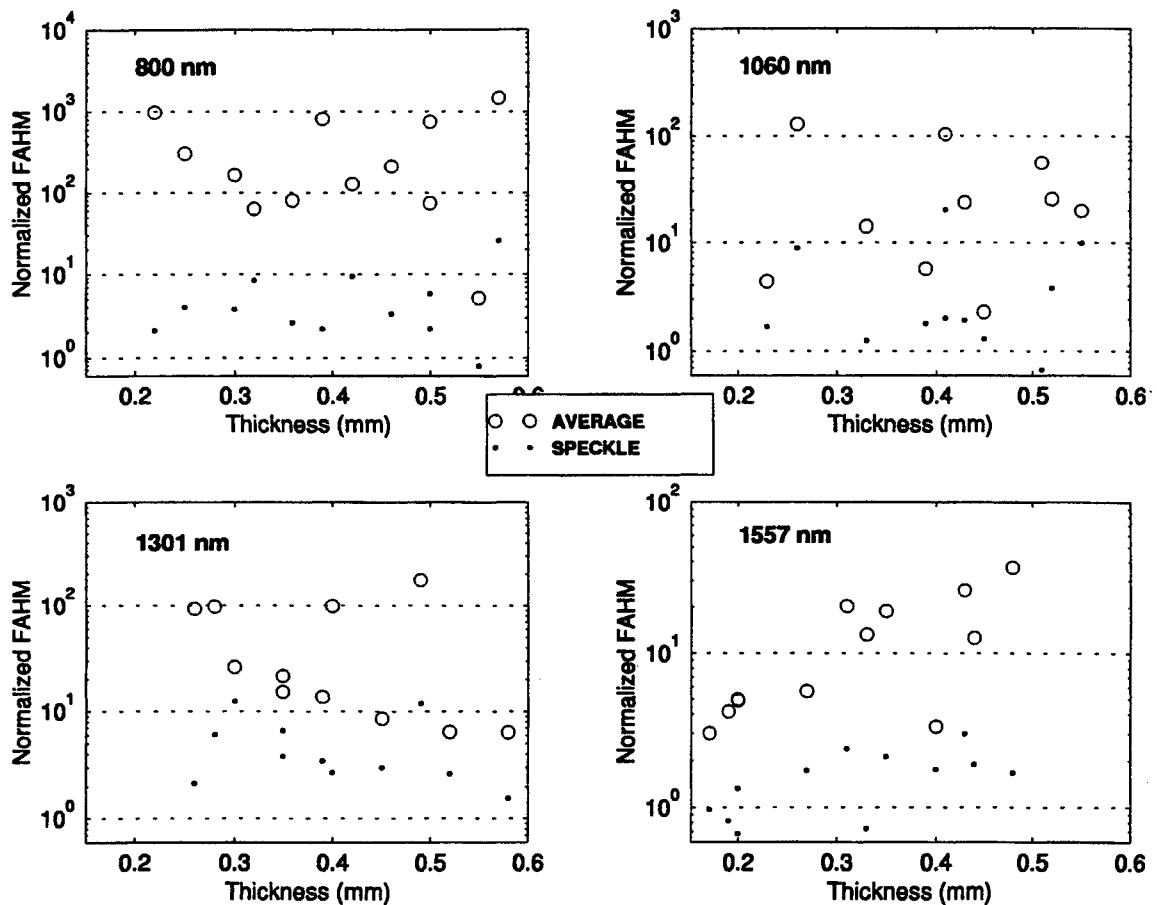 800 nm
Normalized FAHM
10^4
10^3
10^2
10^1
10^0
0.2 0.3 0.4 0.5 0.6
Thickness (mm)
1060 nm
Normalized FAHM
10^3
10^2
10^1
10^0
0.2 0.3 0.4 0.5 0.6
Thickness (mm)
AVERAGE
SPECKLE
1301 nm
Normalized FAHM
10^3
10^2
10^1
10^0
0.2 0.3 0.4 0.5 0.6
Thickness (mm)
1557 nm
Normalized FAHM
10^2
10^1
10^0
0.2 0.3 0.4 0.5 0.6
Thickness (mm)